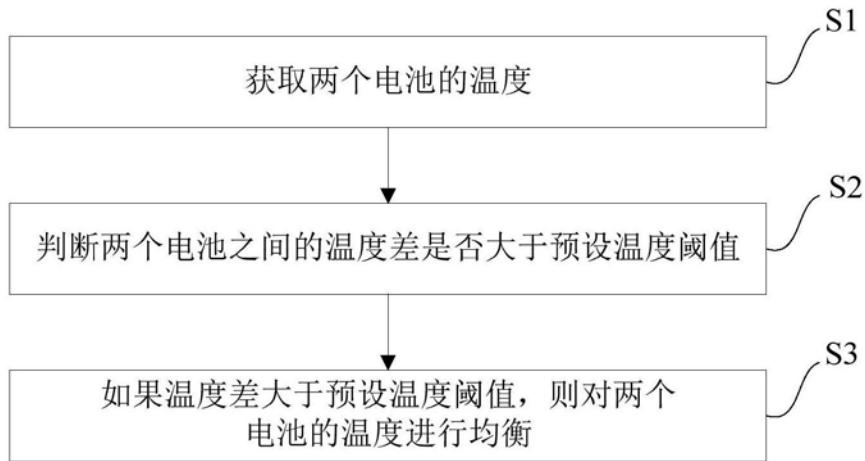 S1
获取两个电池的温度
S2
判断两个电池之间的温度差是否大于预设温度阈值
S3
如果温度差大于预设温度阈值，则对两个
电池的温度进行均衡